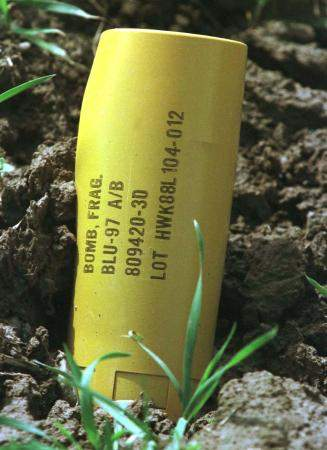 BOMB, FRAG.
BLU-97 A/B
809420-30
LOT HWK88L 104-012